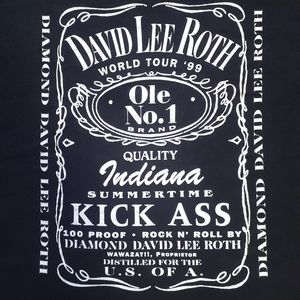 DAVID LEE ROTH
WORLD TOUR '99
Ole
No.1
BRAND
QUALITY
Indiana
SUMMERTIME
KICK ASS
100 PROOF • ROCK N' ROLL BY
DIAMOND DAVID LEE ROTH
WAWAZAT!!, PROPRIETOR
DISTILLED FOR THE
U.S. OF A.
DIAMOND DAVID LEE ROTH
DIAMOND DAVID LEE ROTH